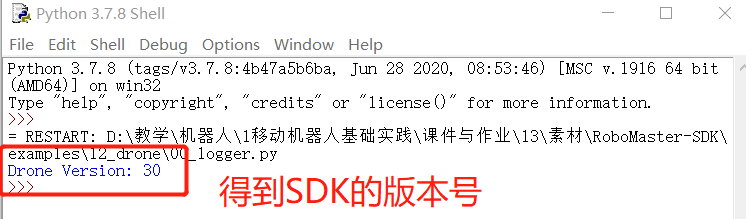 Python 3.7.8 Shell
File Edit Shell Debug Options Window Help
Python 3.7.8 (tags/v3.7.8:4b47a5b6ba, Jun 28 2020, 08:53:46) [MSC v.1916 64 bit
(AMD64)] on win32
Type "help", "copyright", "credits" or "license()" for more information.
>>>
= RESTART: D:\教学\机器人\1移动机器人基础实践\课件与作业\13\素材\RoboMaster-SDK\
examples\12_drone\00_logger.py
Drone Version: 30
>>>
得到SDK的版本号